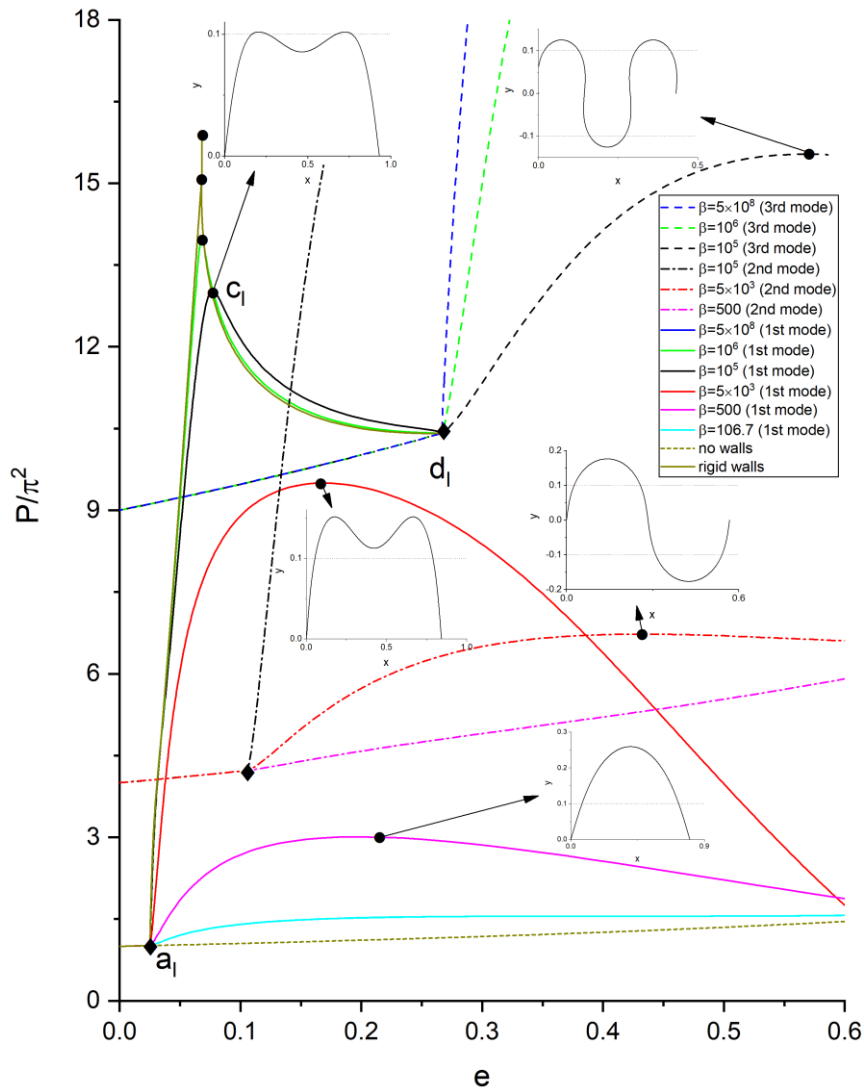 18
15
12
9
6
3
0
P/π²
0.0 0.1 0.2 0.3 0.4 0.5 0.6
e
0.1
0.0
y
0.0 0.5 1.0
x
0.1
0.0
-0.1
y
0.0 0.5
x
c_l
d_l
a_l
β=5×10⁸ (3rd mode)
β=10⁶ (3rd mode)
β=10⁵ (3rd mode)
β=10⁵ (2nd mode)
β=5×10³ (2nd mode)
β=500 (2nd mode)
β=5×10⁸ (1st mode)
β=10⁶ (1st mode)
β=10⁵ (1st mode)
β=5×10³ (1st mode)
β=500 (1st mode)
β=106.7 (1st mode)
no walls
rigid walls
0.2
0.1
0.0
-0.1
-0.2
y
0.0 0.6
x
0.1
0.0
y
0.0 0.5 1.0
x
0.3
0.2
0.1
0.0
y
0.0 0.9
x